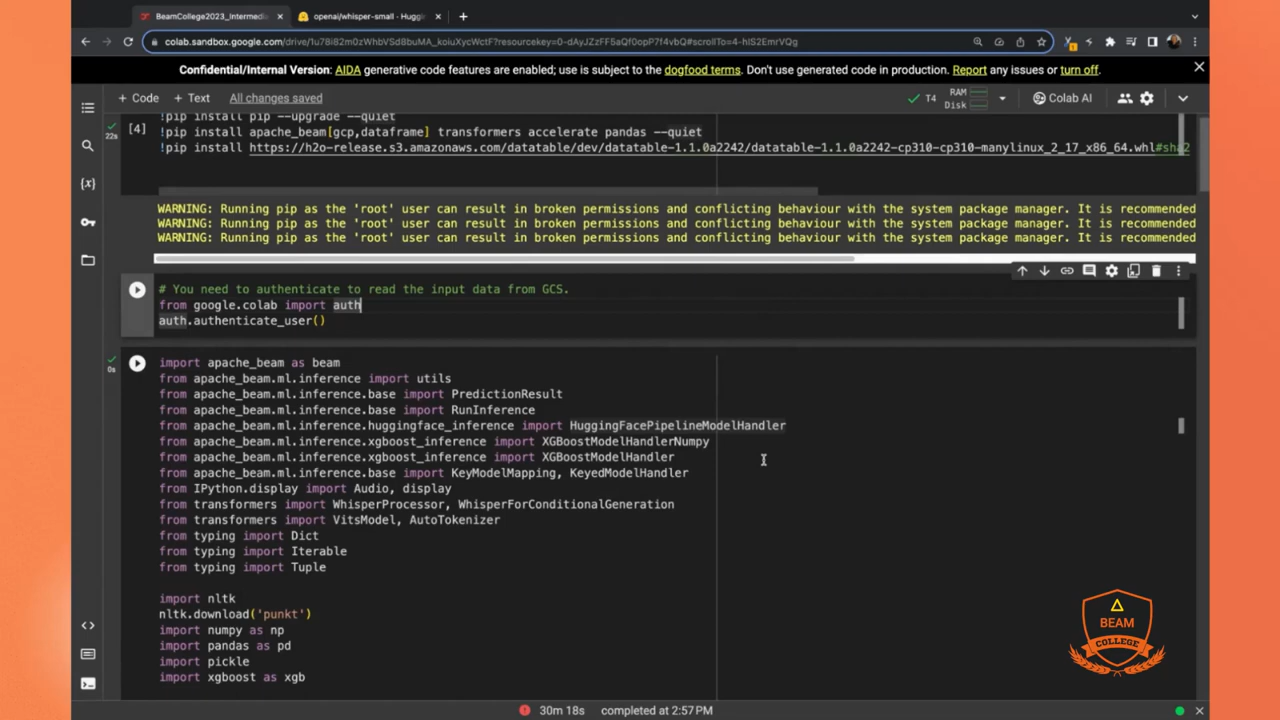 BeamCollege2023_Intermedia
openai/whisper-small - Huggi
colab.sandbox.google.com/drive/1u78i82m0zWhbVSd8buMA_koiuXycWctF?resourcekey=0-dAyJZzFF5aQf0opP7f4vbQ#scrollTo=4-hIS2EmrVQg
Confidential/Internal Version: AIDA generative code features are enabled; use is subject to the dogfood terms. Don't use generated code in production. Report any issues or turn off.
+ Code + Text All changes saved
T4 RAM Disk Colab AI
22s
[4] !pip install pip --upgrade --quiet
!pip install apache_beam[gcp,dataframe] transformers accelerate pandas --quiet
!pip install https://h2o-release.s3.amazonaws.com/datatable/dev/datatable-1.1.0a2242/datatable-1.1.0a2242-cp310-cp310-manylinux_2_17_x86_64.whl#sha2
WARNING: Running pip as the 'root' user can result in broken permissions and conflicting behaviour with the system package manager. It is recommended
WARNING: Running pip as the 'root' user can result in broken permissions and conflicting behaviour with the system package manager. It is recommended
WARNING: Running pip as the 'root' user can result in broken permissions and conflicting behaviour with the system package manager. It is recommended
# You need to authenticate to read the input data from GCS.
from google.colab import auth
auth.authenticate_user()
0s
import apache_beam as beam
from apache_beam.ml.inference import utils
from apache_beam.ml.inference.base import PredictionResult
from apache_beam.ml.inference.base import RunInference
from apache_beam.ml.inference.huggingface_inference import HuggingFacePipelineModelHandler
from apache_beam.ml.inference.xgboost_inference import XGBoostModelHandlerNumpy
from apache_beam.ml.inference.xgboost_inference import XGBoostModelHandler
from apache_beam.ml.inference.base import KeyModelMapping, KeyedModelHandler
from IPython.display import Audio, display
from transformers import WhisperProcessor, WhisperForConditionalGeneration
from transformers import VitsModel, AutoTokenizer
from typing import Dict
from typing import Iterable
from typing import Tuple
import nltk
nltk.download('punkt')
import numpy as np
import pandas as pd
import pickle
import xgboost as xgb
BEAM
COLLEGE
30m 18s completed at 2:57PM